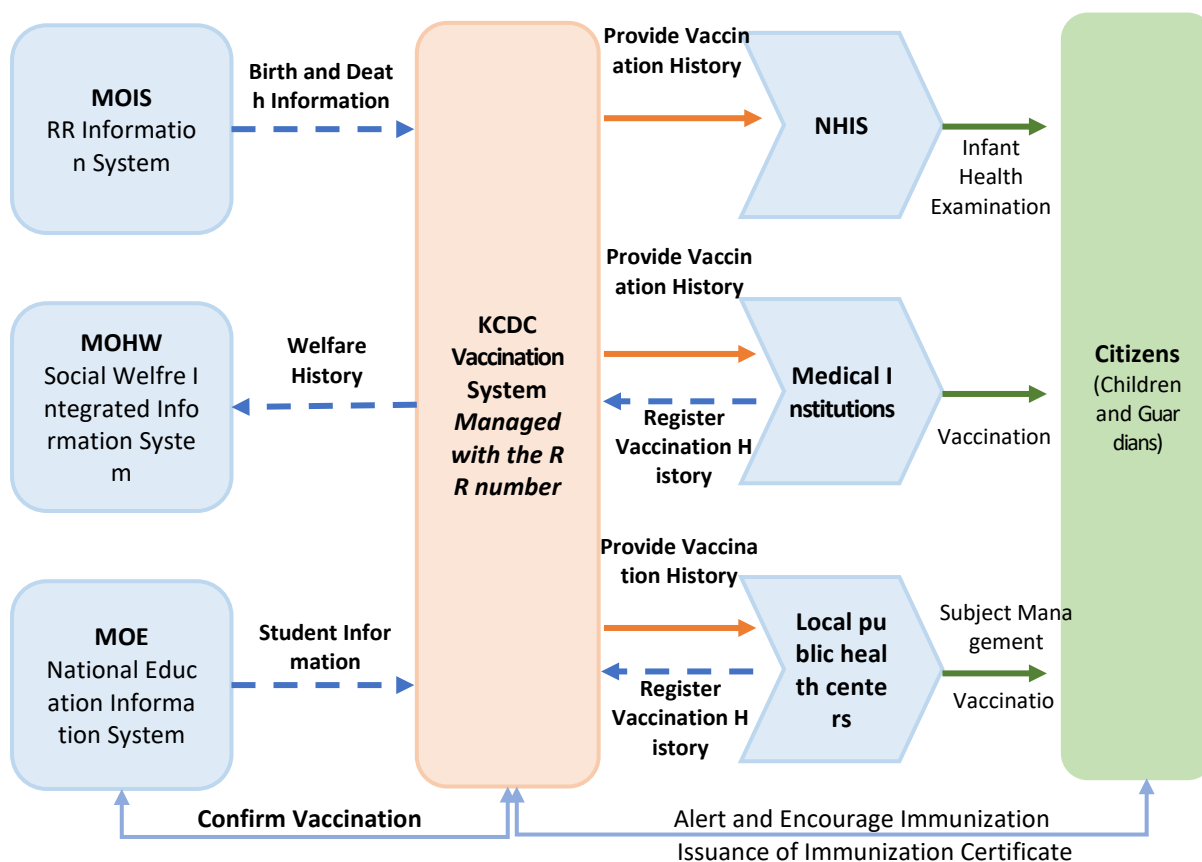 MOIS
RR Informatio
n System
Birth and Deat
h Information
Provide Vaccin
ation History
NHIS
Infant
Health
Examination
MOHW
Social Welfre I
ntegrated Info
rmation Syste
m
Welfare
History
KCDC
Vaccination
System
Managed
with the R
R number
Provide Vaccin
ation History
Register
Vaccination H
istory
Medical I
nstitutions
Vaccination
Citizens
(Children
and Guar
dians)
MOE
National Educ
ation Informa
tion System
Student Infor
mation
Provide Vaccina
tion History
Register
Vaccination H
istory
Local pu
blic heal
th cente
rs
Subject Mana
gement
Vaccinatio
Confirm Vaccination
Alert and Encourage Immunization
Issuance of Immunization Certificate